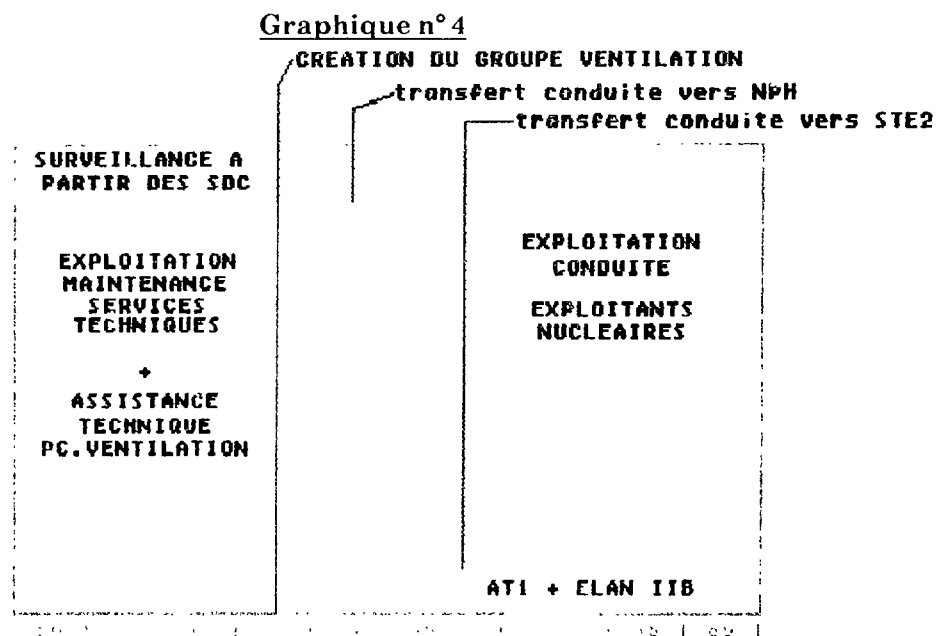 Graphique n° 4
CREATION DU GROUPE VENTILATION
transfert conduite vers NPH
transfert conduite vers STE2
SURVEILLANCE A
PARTIR DES SDC
EXPLOITATION
MAINTENANCE
SERVICES
TECHNIQUES
+
ASSISTANCE
TECHNIQUE
PC.VENTILATION
EXPLOITATION
CONDUITE
EXPLOITANTS
NUCLEAIRES
AT1 + ELAN IIB